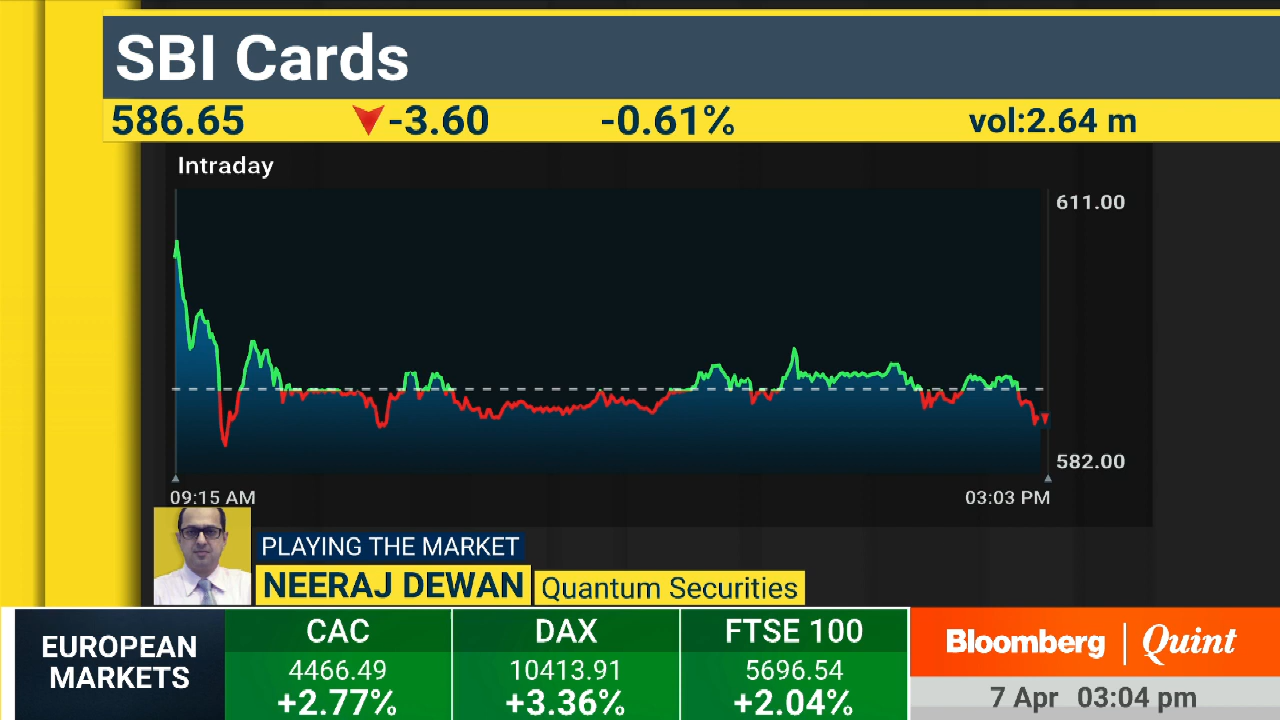 SBI Cards
586.65 -3.60 -0.61% vol:2.64 m
Intraday
611.00
582.00
09:15 AM 03:03 PM
PLAYING THE MARKET
NEERAJ DEWAN Quantum Securities
EUROPEAN MARKETS
CAC DAX FTSE 100
4466.49 10413.91 5696.54
+2.77% +3.36% +2.04%
Bloomberg | Quint
7 Apr 03:04 pm